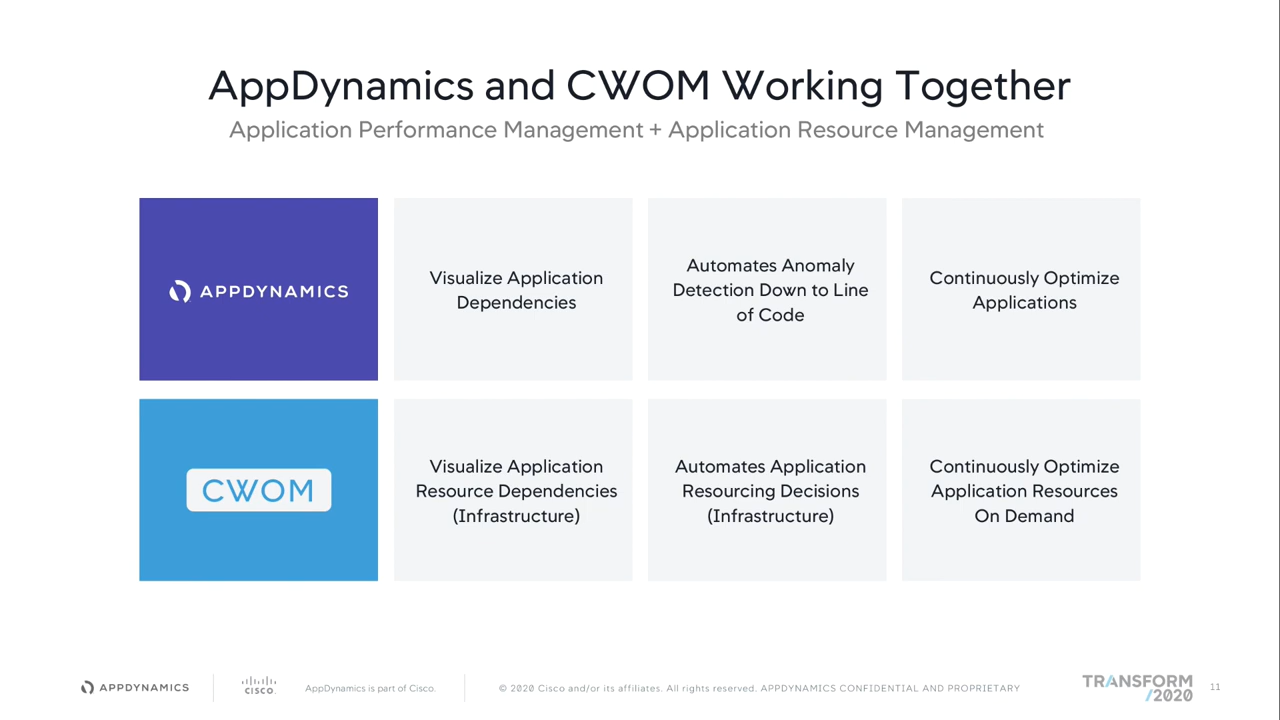 AppDynamics and CWOM Working Together
Application Performance Management + Application Resource Management
APPDYNAMICS
Visualize Application
Dependencies
Automates Anomaly
Detection Down to Line
of Code
Continuously Optimize
Applications
CWOM
Visualize Application
Resource Dependencies
(Infrastructure)
Automates Application
Resourcing Decisions
(Infrastructure)
Continuously Optimize
Application Resources
On Demand
APPDYNAMICS
CISCO.
AppDynamics is part of Cisco.
© 2020 Cisco and/or its affiliates. All rights reserved. APPDYNAMICS CONFIDENTIAL AND PROPRIETARY
TRANSFORM
/2020
11